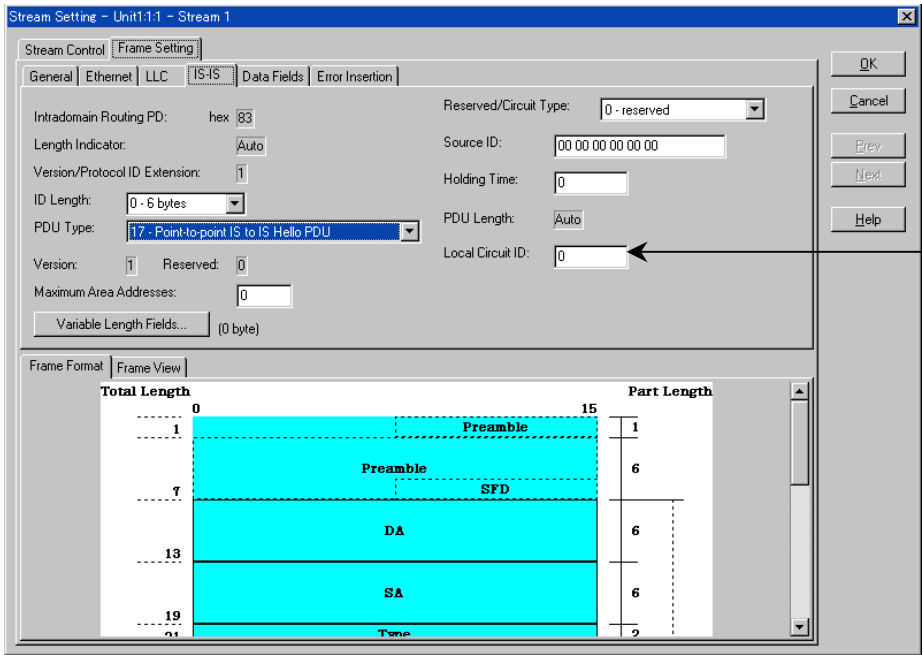 Stream Setting - Unit1:1:1 - Stream 1
Stream Control Frame Setting
General Ethernet LLC IS-IS Data Fields Error Insertion
Intradomain Routing PD: hex 83
Length Indicator: Auto
Version/Protocol ID Extension: 1
ID Length: 0 - 6 bytes
PDU Type: 17 - Point-to-point IS to IS Hello PDU
Version: 1 Reserved: 0
Maximum Area Addresses: 0
Variable Length Fields... (0 byte)
Reserved/Circuit Type: 0 - reserved
Source ID: 00 00 00 00 00 00
Holding Time: 0
PDU Length: Auto
Local Circuit ID: 0
OK
Cancel
Prev
Next
Help
Frame Format Frame View
Total Length Part Length
0 15
1 Preamble 1
Preamble 6
7 SFD
DA 6
13
SA 6
19
21 Type 2